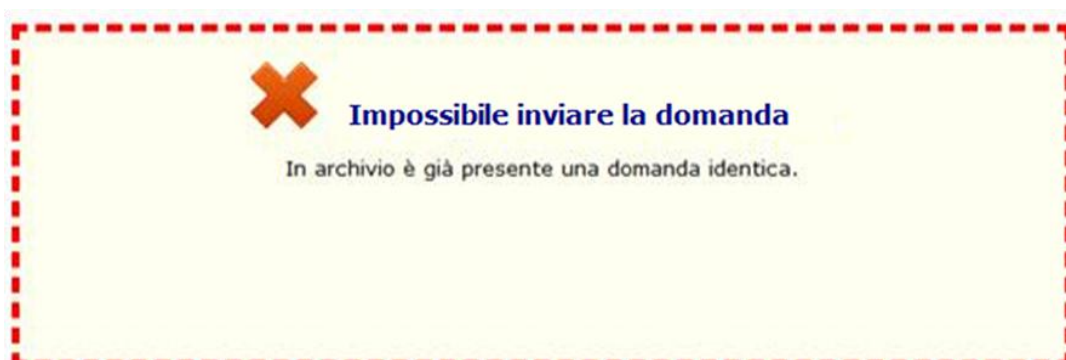 Impossibile inviare la domanda
In archivio è già presente una domanda identica.